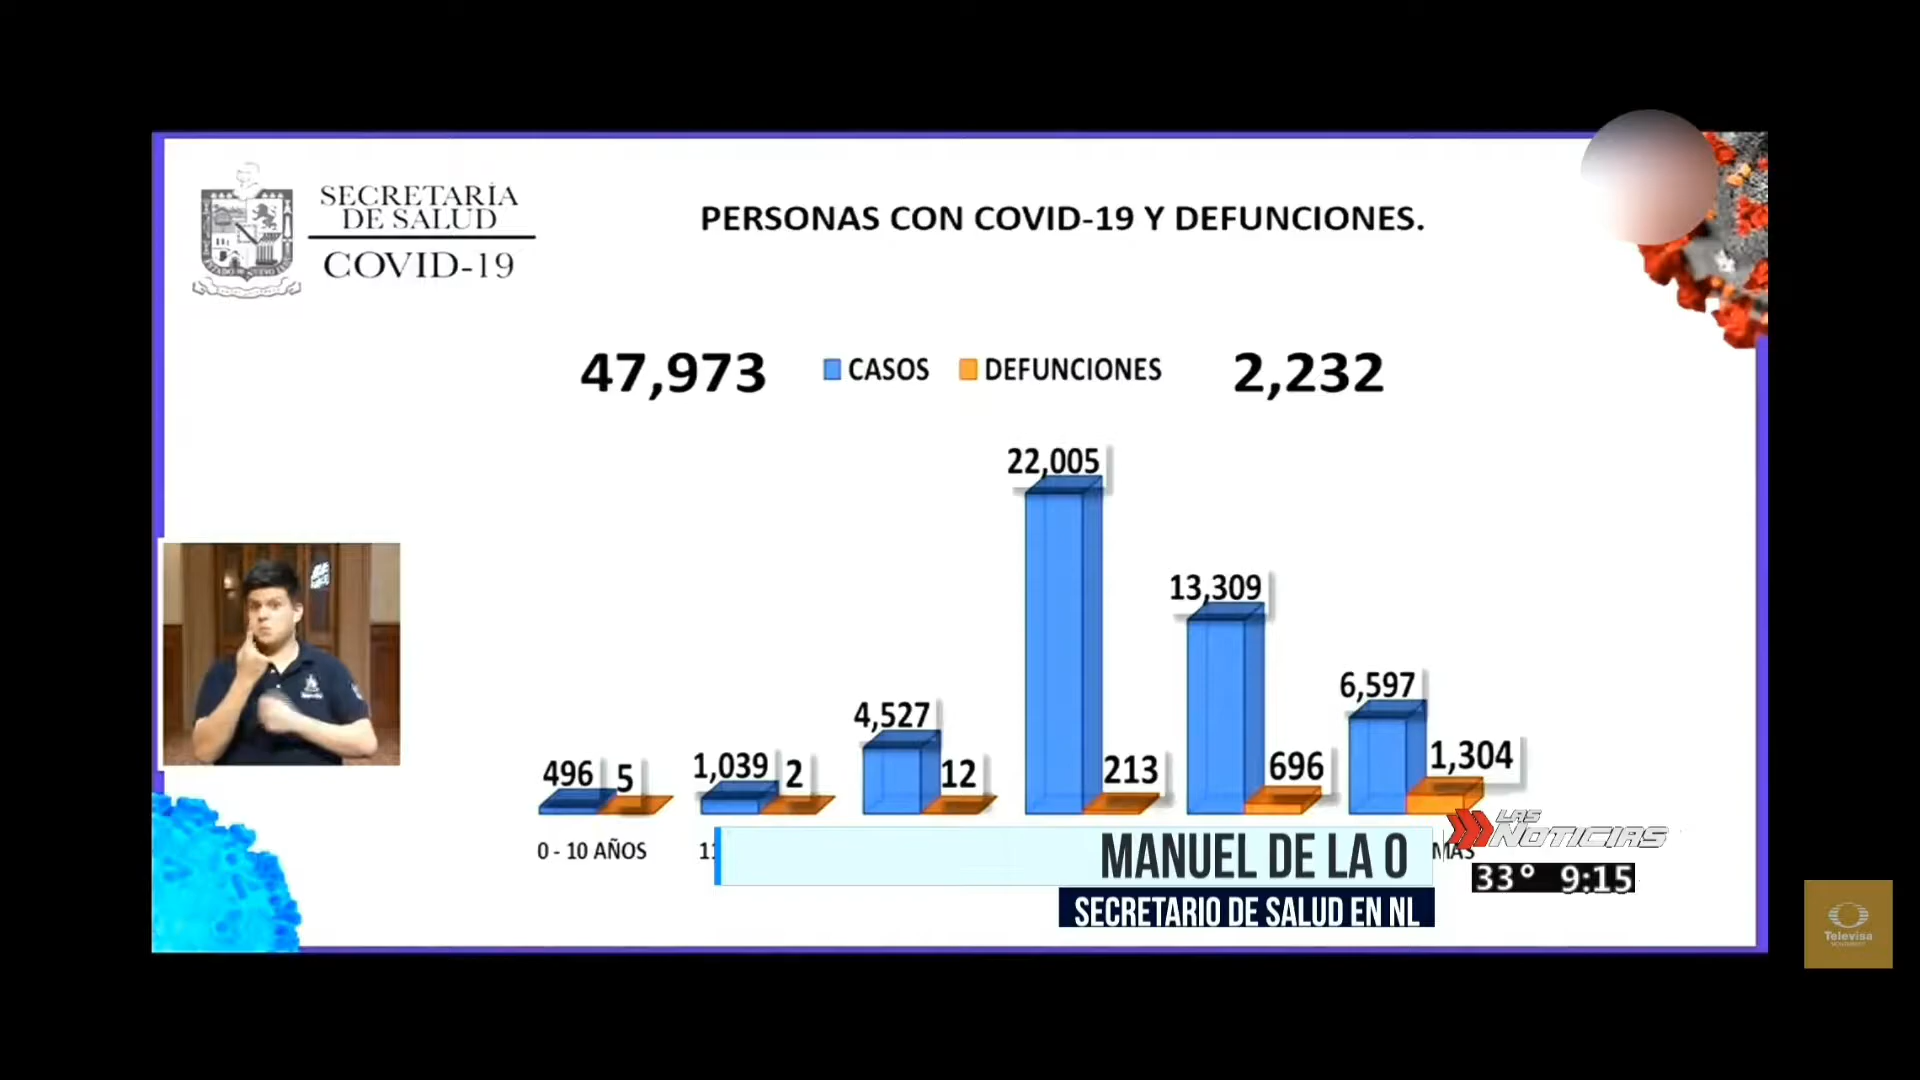 SECRETARÍA
DE SALUD
COVID-19
PERSONAS CON COVID-19 Y DEFUNCIONES.
47,973
CASOS
DEFUNCIONES
2,232
496
5
1,039
2
4,527
12
22,005
213
13,309
696
6,597
1,304
0 - 10 AÑOS
MANUEL DE LA O
SECRETARIO DE SALUD EN NL
LAS
NOTICIAS
33° 9:15
Televisa